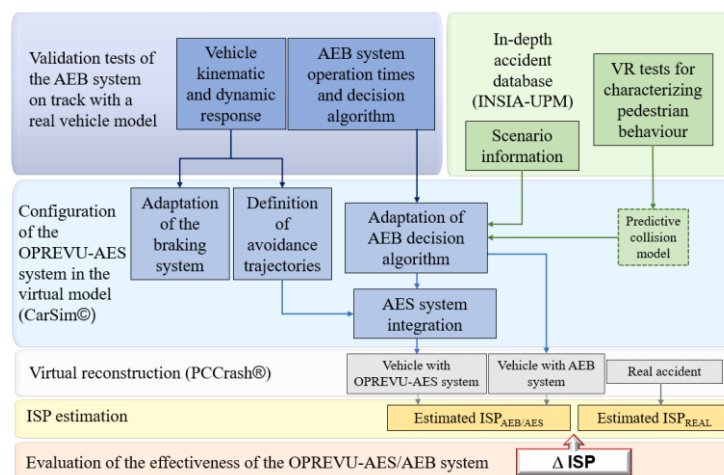 Validation tests of
the AEB system
on track with a
real vehicle model
Vehicle
kinematic
and dynamic
response
AEB system
operation times
and decision
algorithm
In-depth
accident
database
(INSIA-UPM)
VR tests for
characterizing
pedestrian
behaviour
Scenario
information
Configuration
of the
OPREVU-AES
system in the
virtual model
(CarSim©)
Adaptation
of the
braking
system
Definition
of
avoidance
trajectories
Adaptation of
AEB decision
algorithm
Predictive
collision
model
AES system
integration
Virtual reconstruction (PCCrash®)
Vehicle with
OPREVU-AES system
Vehicle with AEB
system
Real accident
ISP estimation
Estimated ISPAEB/AES
Estimated ISPREAL
Evaluation of the effectiveness of the OPREVU-AES/AEB system
Δ ISP